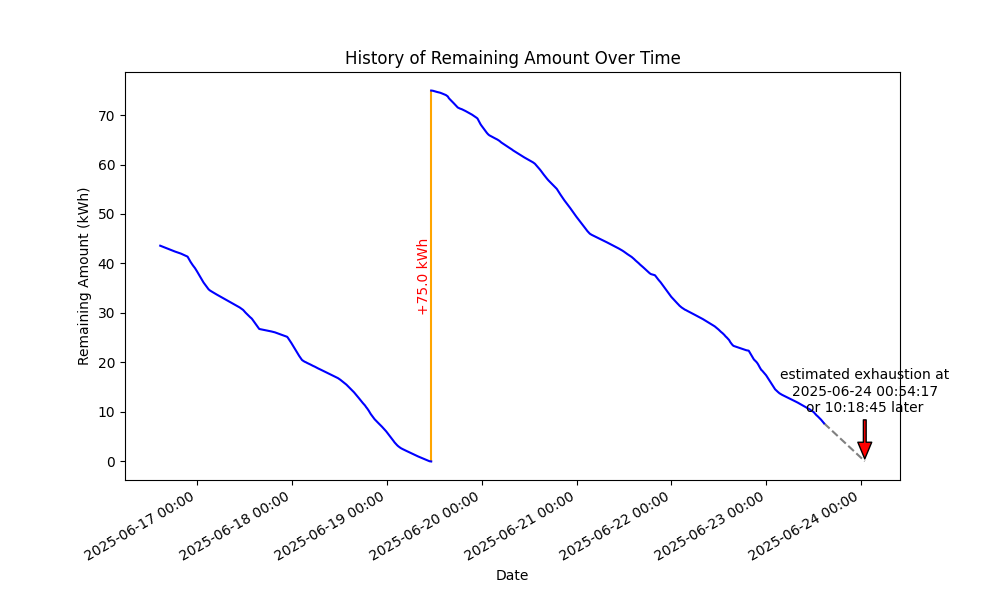 History of Remaining Amount Over Time
Remaining Amount (kWh)
70
60
50
40
30
20
10
0
+75.0 kWh
estimated exhaustion at
2025-06-24 00:54:17
or 10:18:45 later
2025-06-17 00:00
2025-06-18 00:00
2025-06-19 00:00
2025-06-20 00:00
2025-06-21 00:00
2025-06-22 00:00
2025-06-23 00:00
2025-06-24 00:00
Date